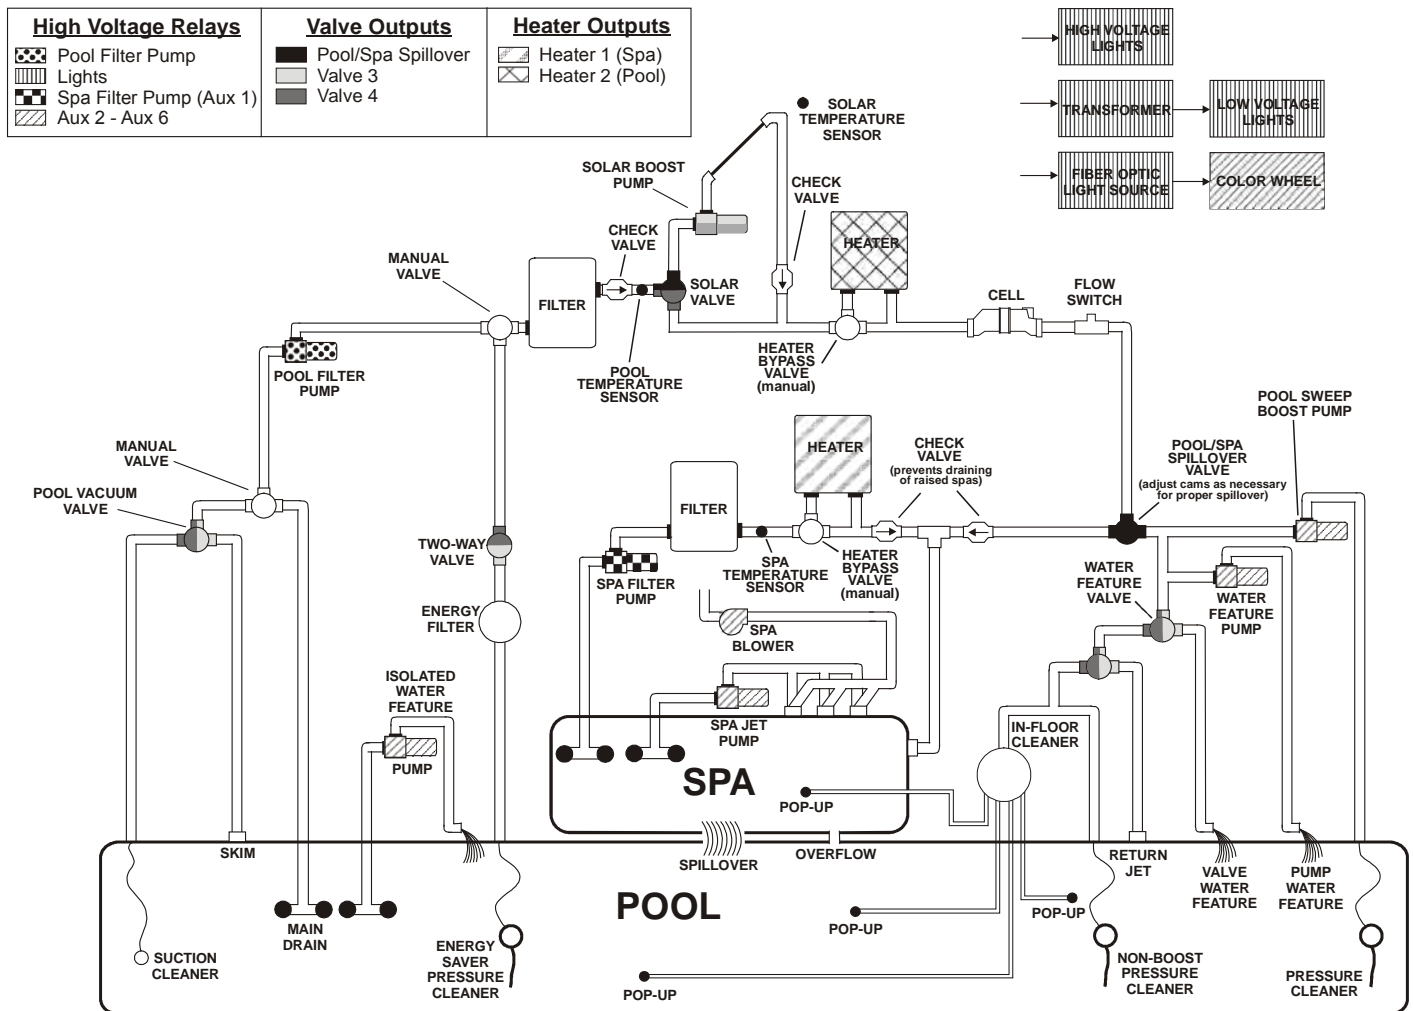 High Voltage Relays
Pool Filter Pump
Lights
Spa Filter Pump (Aux 1)
Aux 2 - Aux 6
Valve Outputs
Pool/Spa Spillover
Valve 3
Valve 4
Heater Outputs
Heater 1 (Spa)
Heater 2 (Pool)
HIGH VOLTAGE
LIGHTS
TRANSFORMER
LOW VOLTAGE
LIGHTS
FIBER OPTIC
LIGHT SOURCE
COLOR WHEEL
SOLAR
TEMPERATURE
SENSOR
SOLAR BOOST
PUMP
CHECK
VALVE
CHECK
VALVE
HEATER
MANUAL
VALVE
FILTER
SOLAR
VALVE
CELL
FLOW
SWITCH
POOL FILTER
PUMP
POOL
TEMPERATURE
SENSOR
HEATER
BYPASS
VALVE
(manual)
POOL SWEEP
BOOST PUMP
MANUAL
VALVE
POOL VACUUM
VALVE
HEATER
CHECK
VALVE
(prevents draining
of raised spas)
POOL/SPA
SPILLOVER
VALVE
(adjust cams as necessary
for proper spillover)
FILTER
TWO-WAY
VALVE
SPA FILTER
PUMP
SPA
TEMPERATURE
SENSOR
HEATER
BYPASS
VALVE
(manual)
WATER
FEATURE
VALVE
WATER
FEATURE
PUMP
ENERGY
FILTER
SPA
BLOWER
ISOLATED
WATER
FEATURE
PUMP
SPA JET
PUMP
IN-FLOOR
CLEANER
SPA
POP-UP
SKIM
SPILLOVER
OVERFLOW
RETURN
JET
VALVE
WATER
FEATURE
PUMP
WATER
FEATURE
POOL
POP-UP
POP-UP
MAIN
DRAIN
SUCTION
CLEANER
ENERGY
SAVER
PRESSURE
CLEANER
POP-UP
NON-BOOST
PRESSURE
CLEANER
PRESSURE
CLEANER